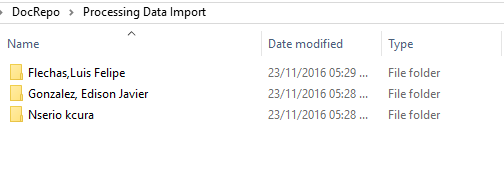 DocRepo > Processing Data Import
Name Date modified Type
Flechas,Luis Felipe 23/11/2016 05:29 ... File folder
Gonzalez, Edison Javier 23/11/2016 05:28 ... File folder
Nserio kcura 23/11/2016 05:28 ... File folder